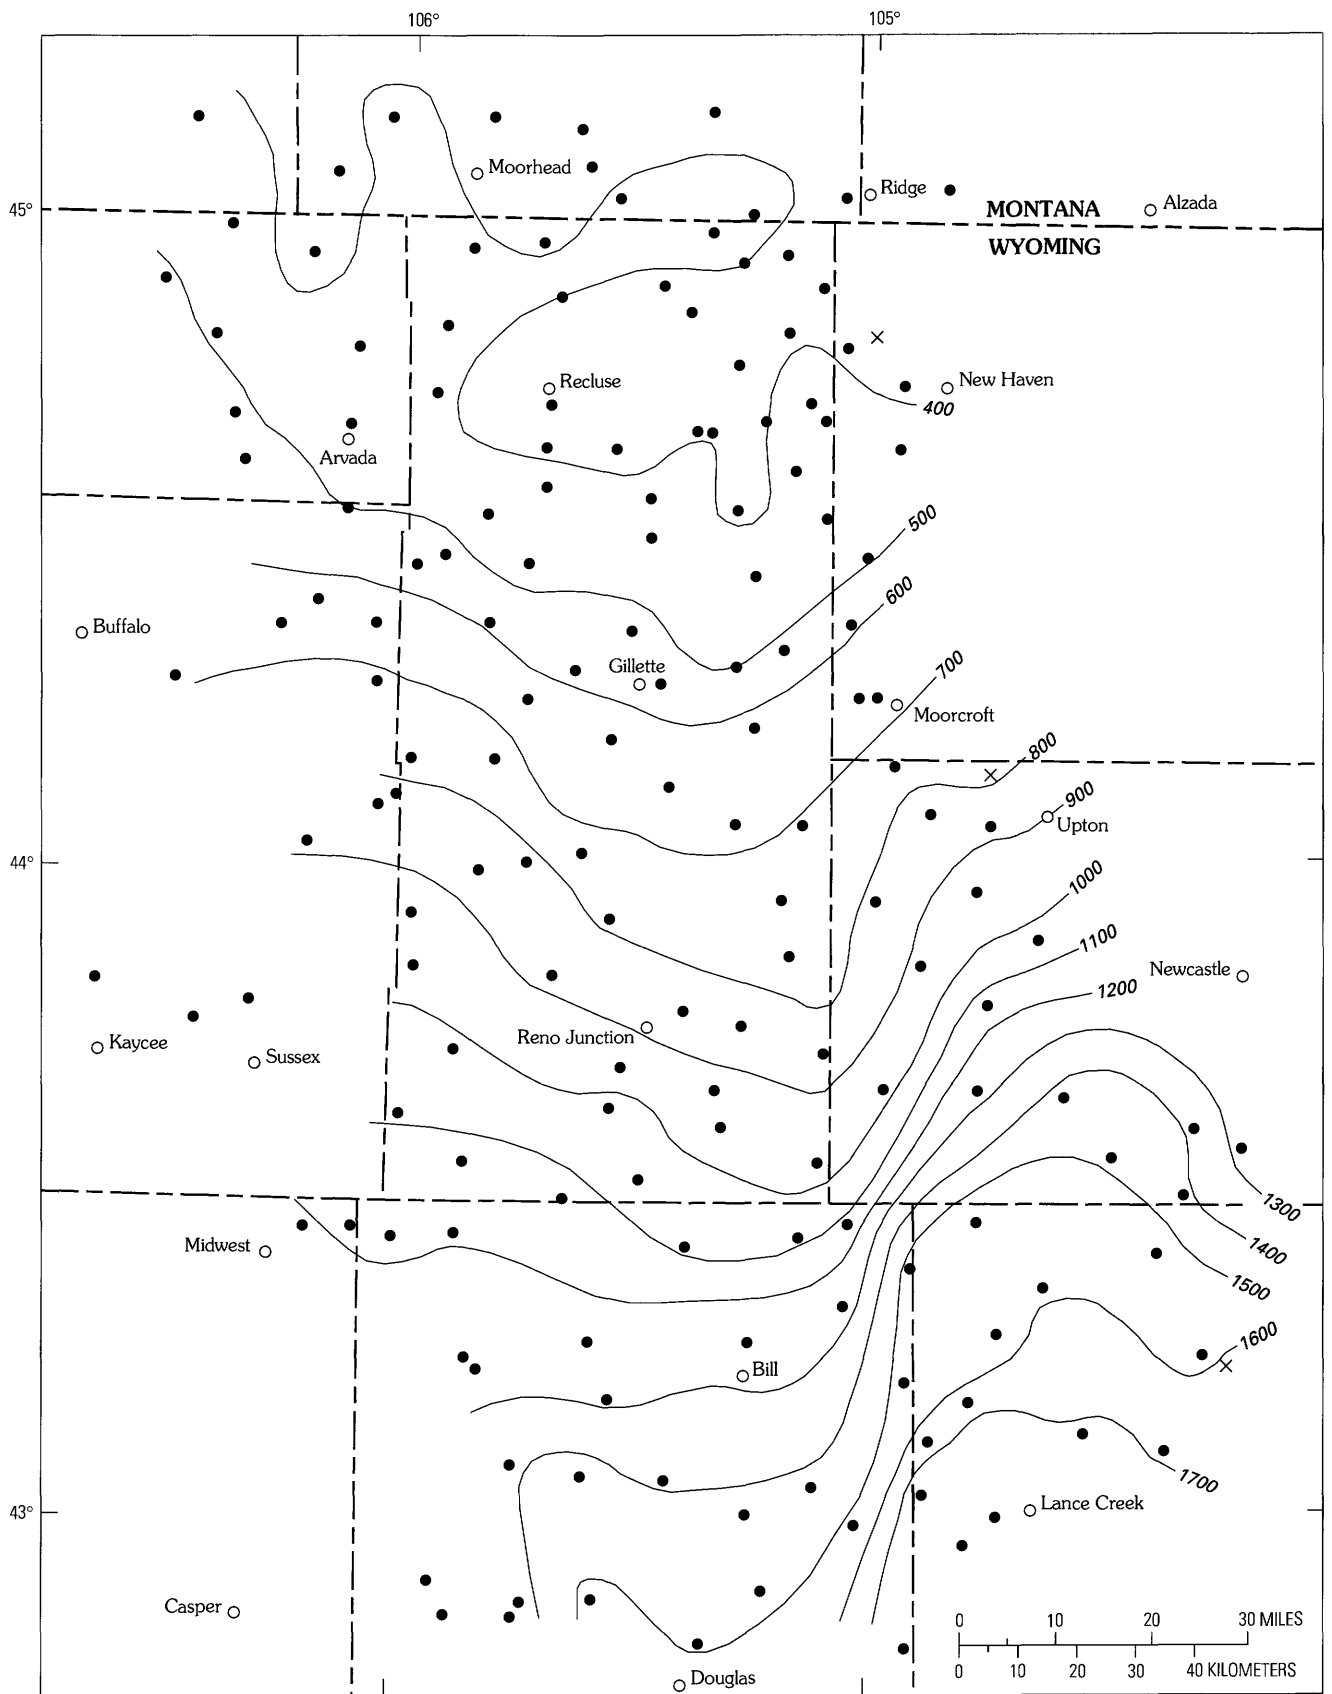 106°
105°
Moorhead
Ridge
Alzada
45°
MONTANA
WYOMING
Recluse
New Haven
400
Arvada
500
600
Buffalo
Gillette
700
Moorcroft
800
900
Upton
44°
1000
1100
Newcastle
1200
Reno Junction
Kaycee
Sussex
1300
Midwest
1400
1500
1600
Bill
1700
43°
Lance Creek
Casper
0 10 20 30 MILES
0 10 20 30 40 KILOMETERS
Douglas